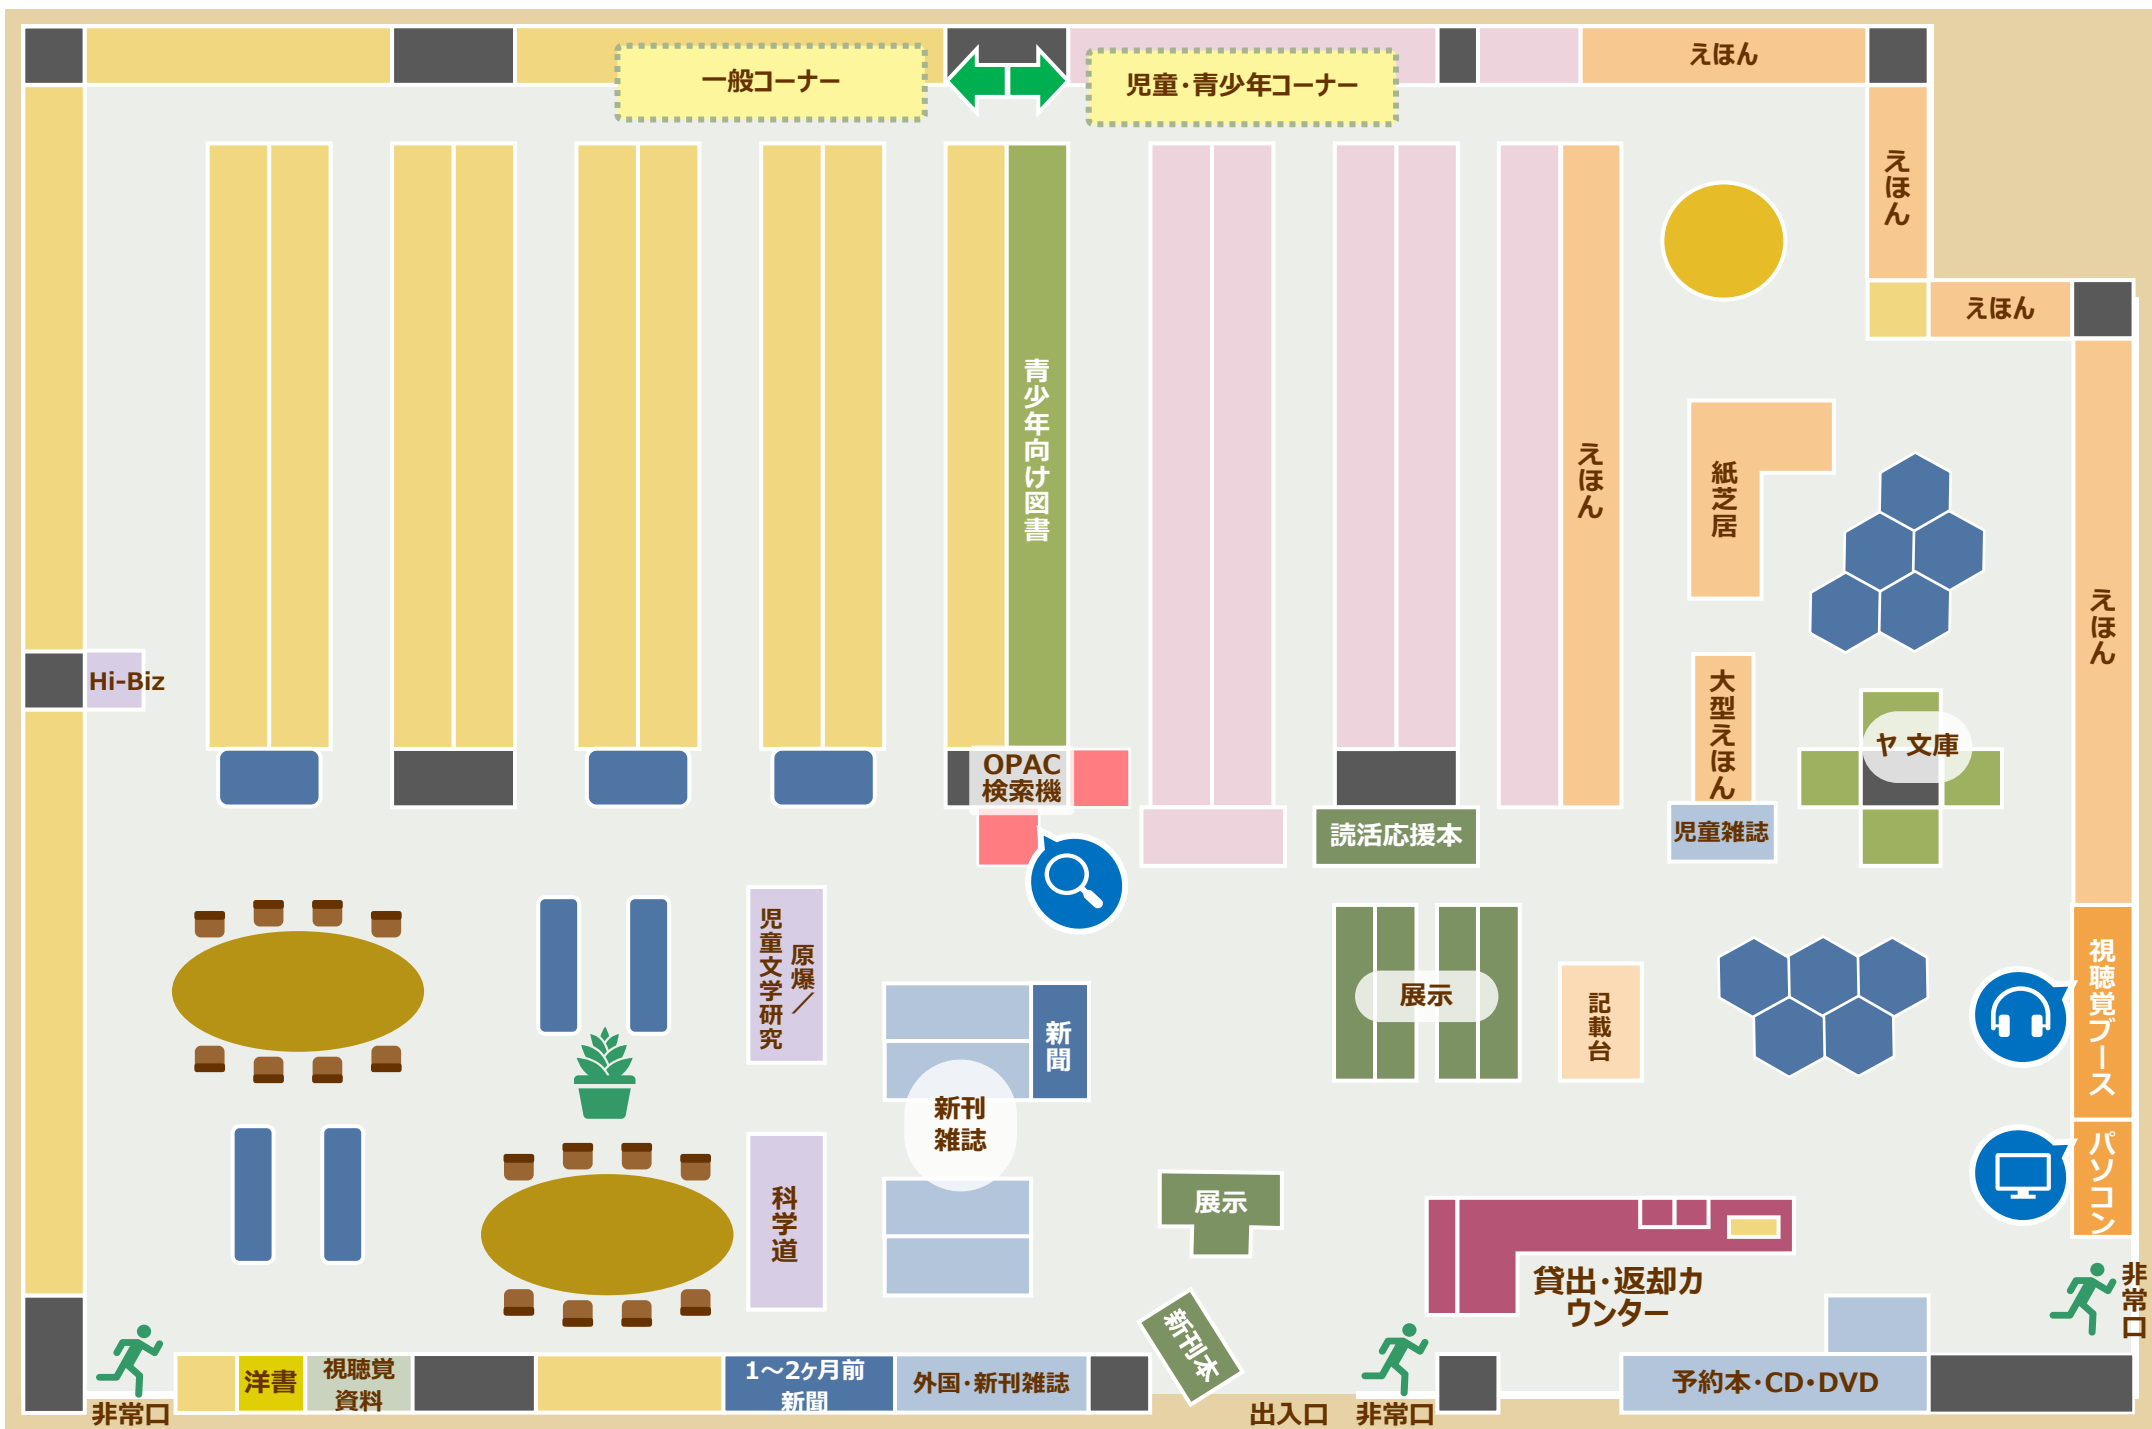 えほん
一般コーナー
児童・青少年コーナー
えほん
えほん
青少年向け図書
えほん
紙芝居
えほん
Hi-Biz
大型えほん
ヤ 文庫
OPAC
検索機
読活応援本
児童雑誌
原爆／
児童文学研究
新聞
展示
記載台
視聴覚ブース
新刊
雑誌
パソコン
科学道
展示
貸出・返却カ
ウンター
非常口
新刊本
洋書
視聴覚
資料
1～2ヶ月前
新聞
外国・新刊雑誌
予約本・CD・DVD
非常口
出入口
非常口